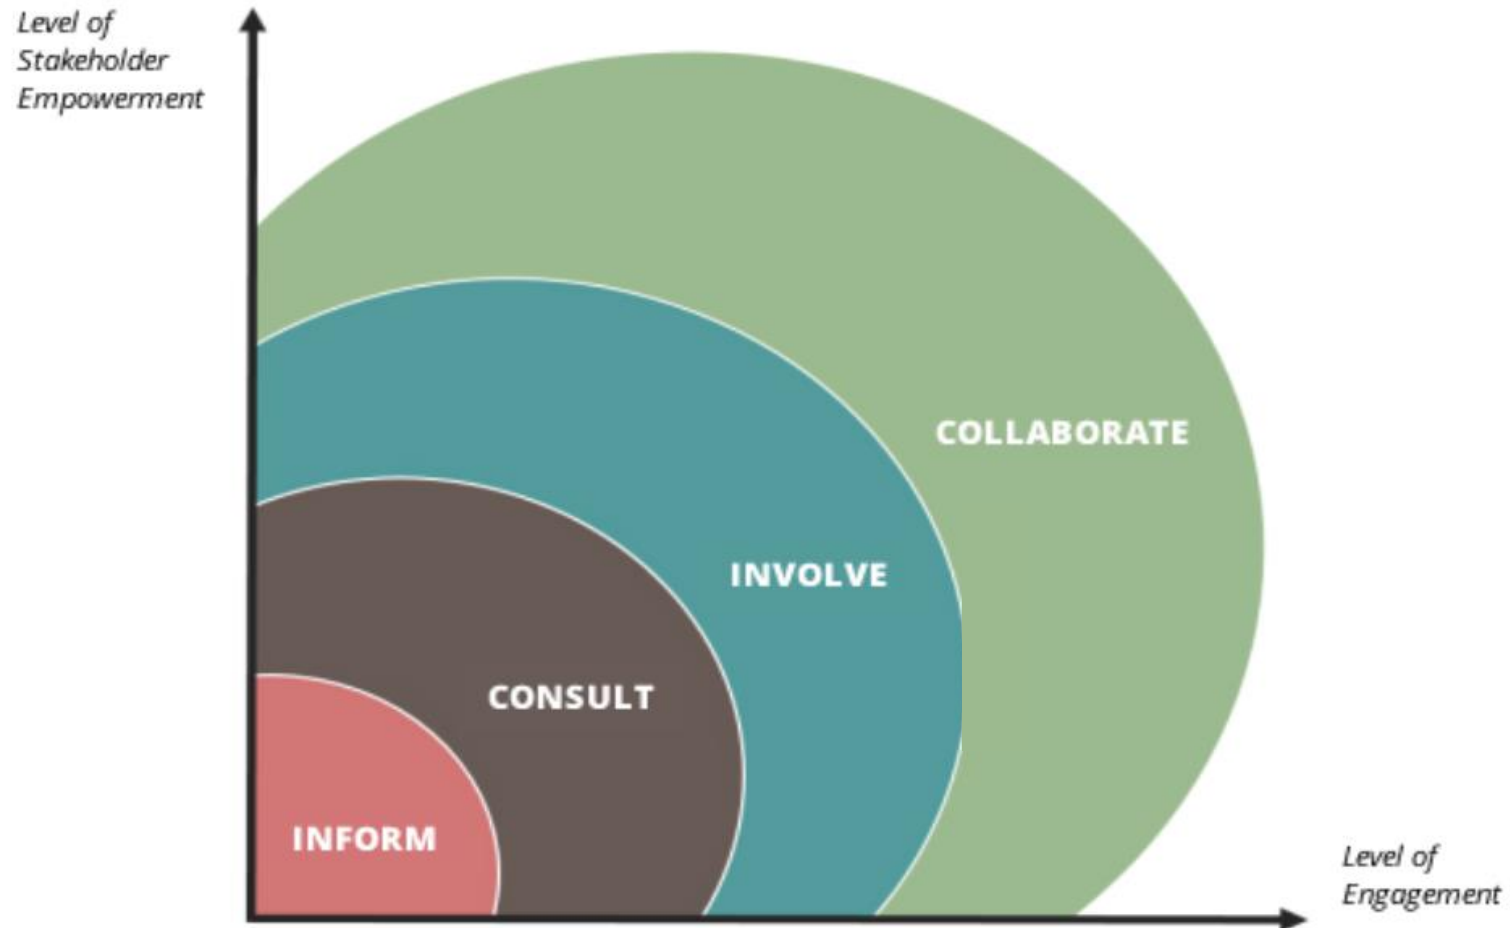 Level of
Stakeholder
Empowerment
COLLABORATE
INVOLVE
CONSULT
INFORM
Level of
Engagement